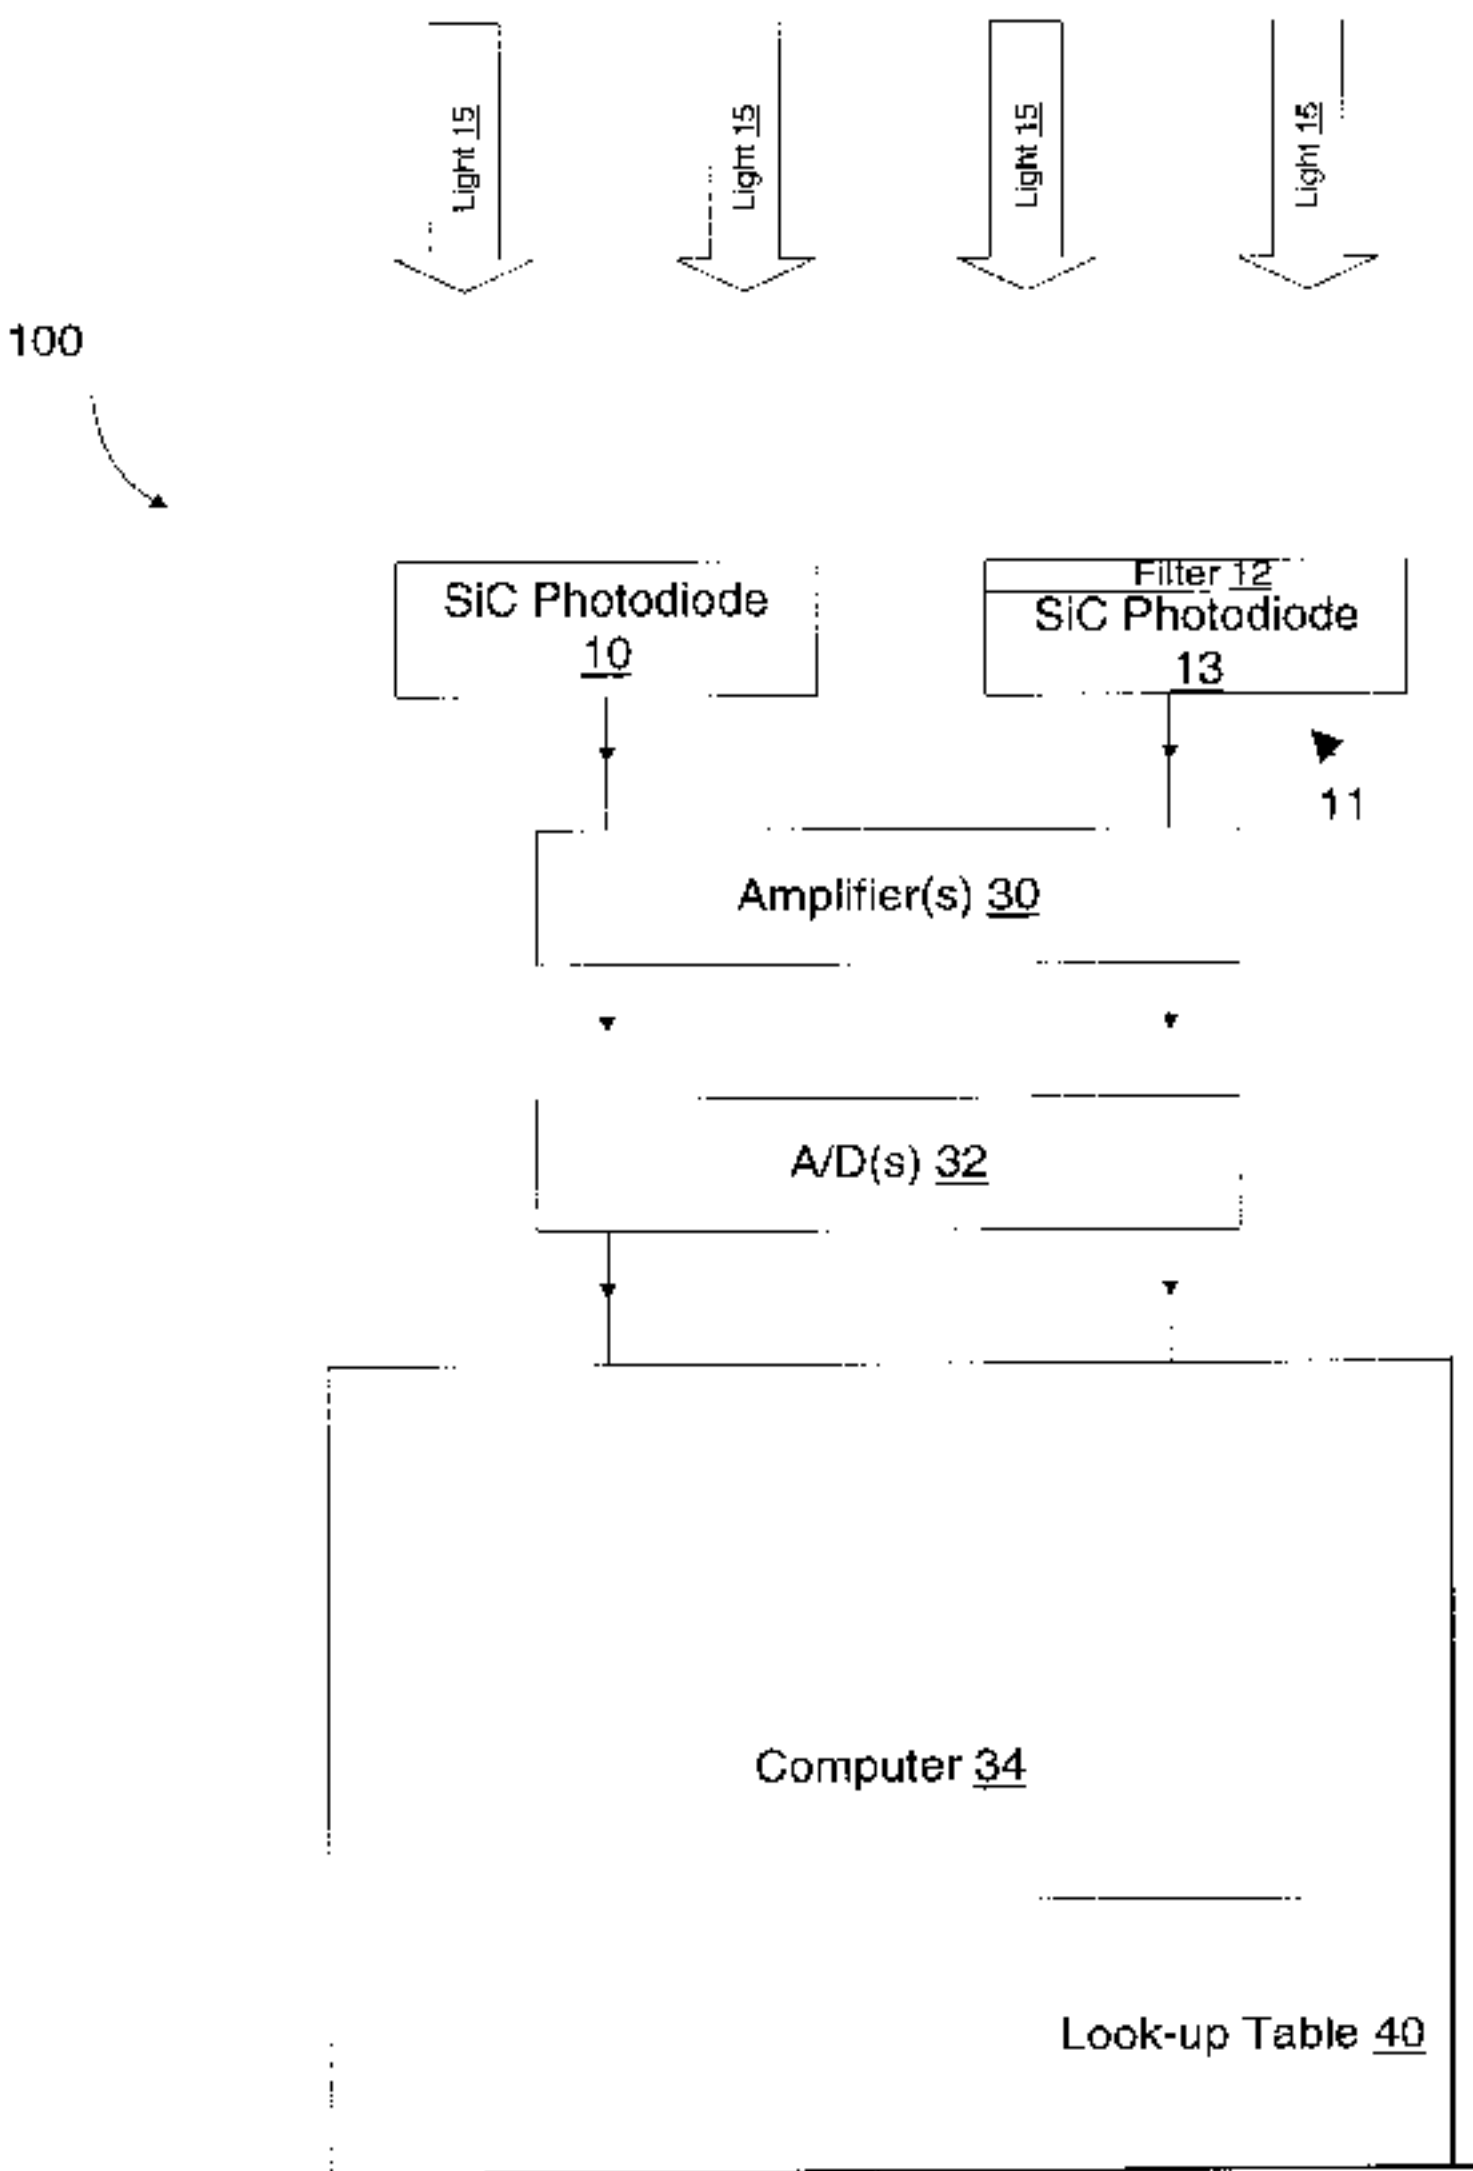 Light 15
Light 15
Light 15
Light 15
100
SiC Photodiode
10
Filter 12
SiC Photodiode
13
11
Amplifier(s) 30
A/D(s) 32
Computer 34
Look-up Table 40